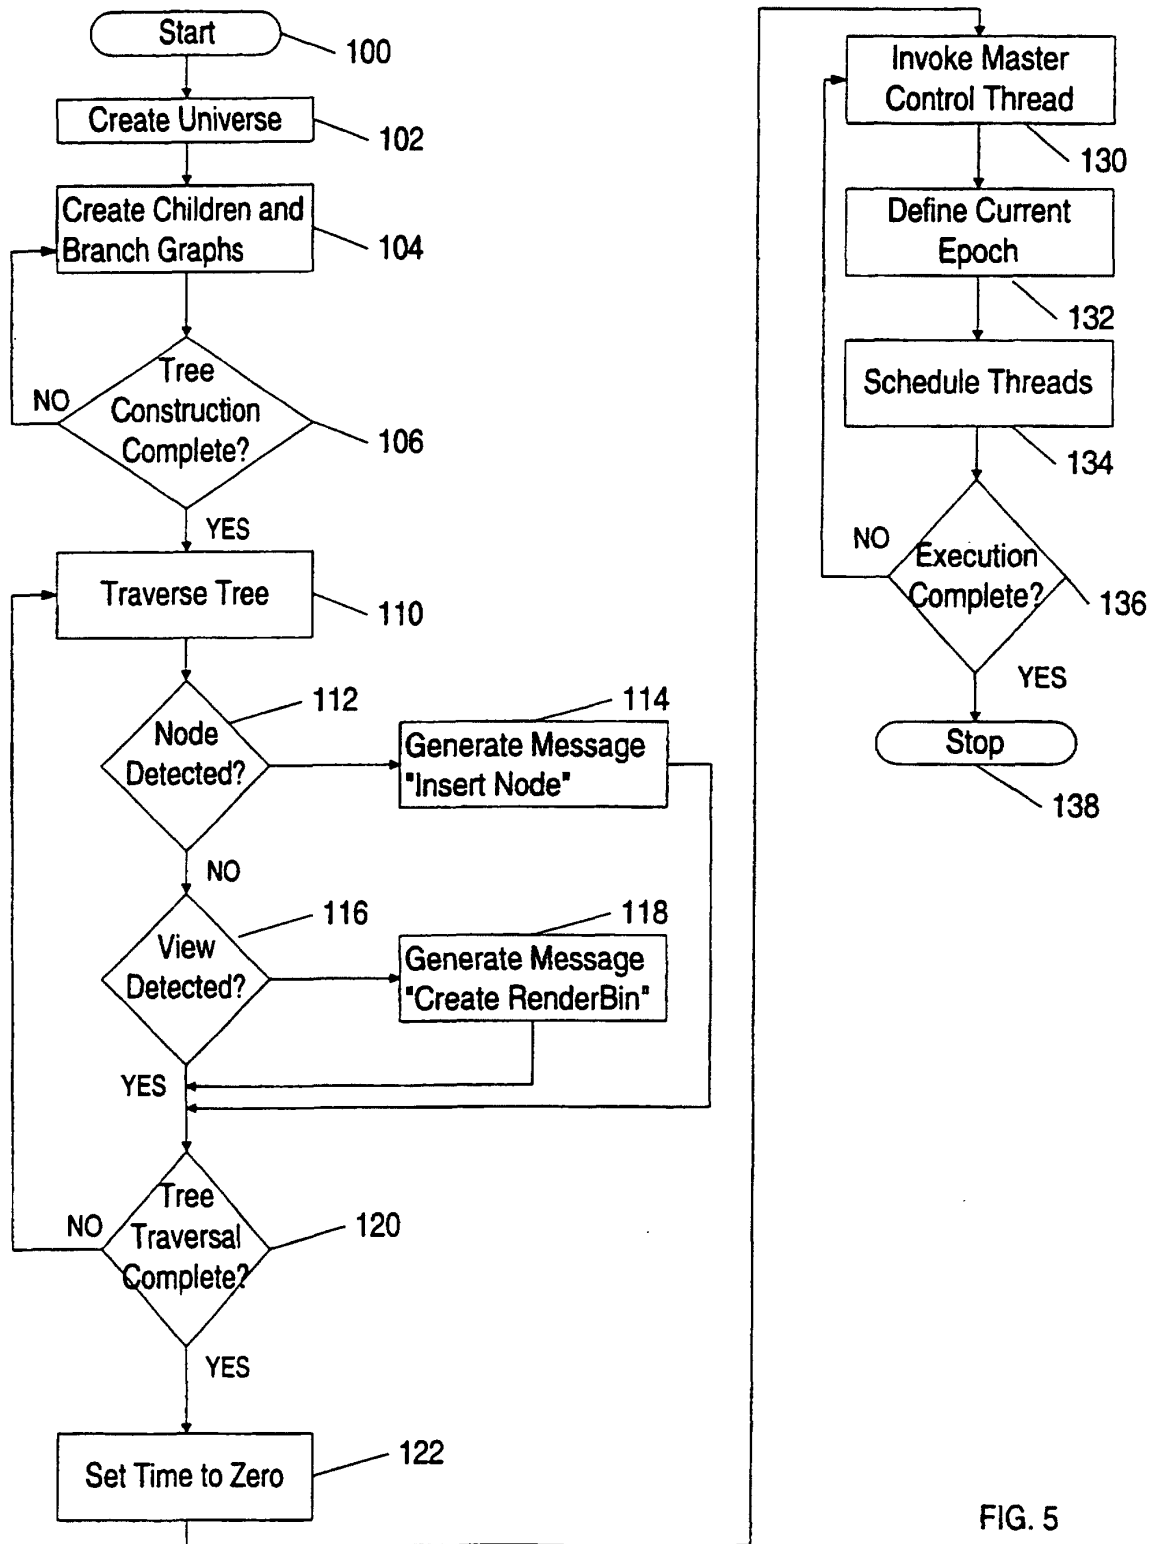 Start
100
Create Universe
102
Create Children and
Branch Graphs
104
Tree
Construction
Complete?
NO
106
YES
Traverse Tree
110
Node
Detected?
112
Generate Message
"Insert Node"
114
NO
View
Detected?
116
Generate Message
"Create RenderBin"
118
YES
Tree
Traversal
Complete?
NO
120
YES
Set Time to Zero
122
Invoke Master
Control Thread
130
Define Current
Epoch
132
Schedule Threads
134
NO
Execution
Complete?
136
YES
Stop
138
FIG. 5